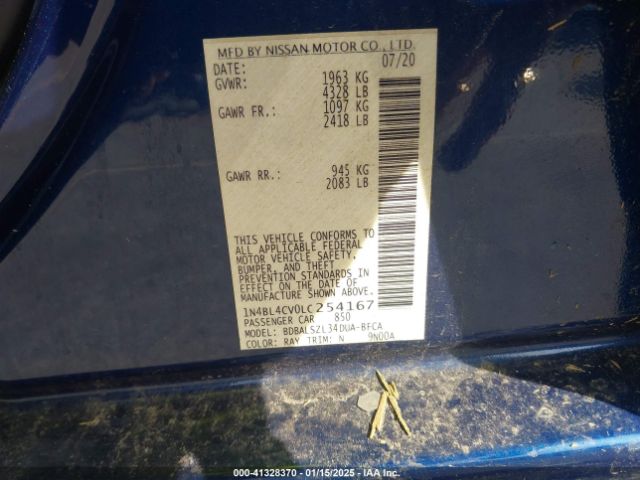 MFD BY NISSAN MOTOR CO., LTD.
DATE: 07/20
GVWR: 1963 KG
4328 LB
GAWR FR.: 1097 KG
2418 LB
GAWR RR.: 945 KG
2083 LB
THIS VEHICLE CONFORMS TO
ALL APPLICABLE FEDERAL
MOTOR VEHICLE SAFETY,
BUMPER, AND THEFT
PREVENTION STANDARDS IN
EFFECT ON THE DATE OF
MANUFACTURE SHOWN ABOVE.
1N4BL4CV0LC254167
PASSENGER CAR 850
MODEL: BDBALSZL34DUA-BFCA
COLOR: RAY TRIM: N 9N00A
000-41328370 - 01/15/2025 - IAA Inc.